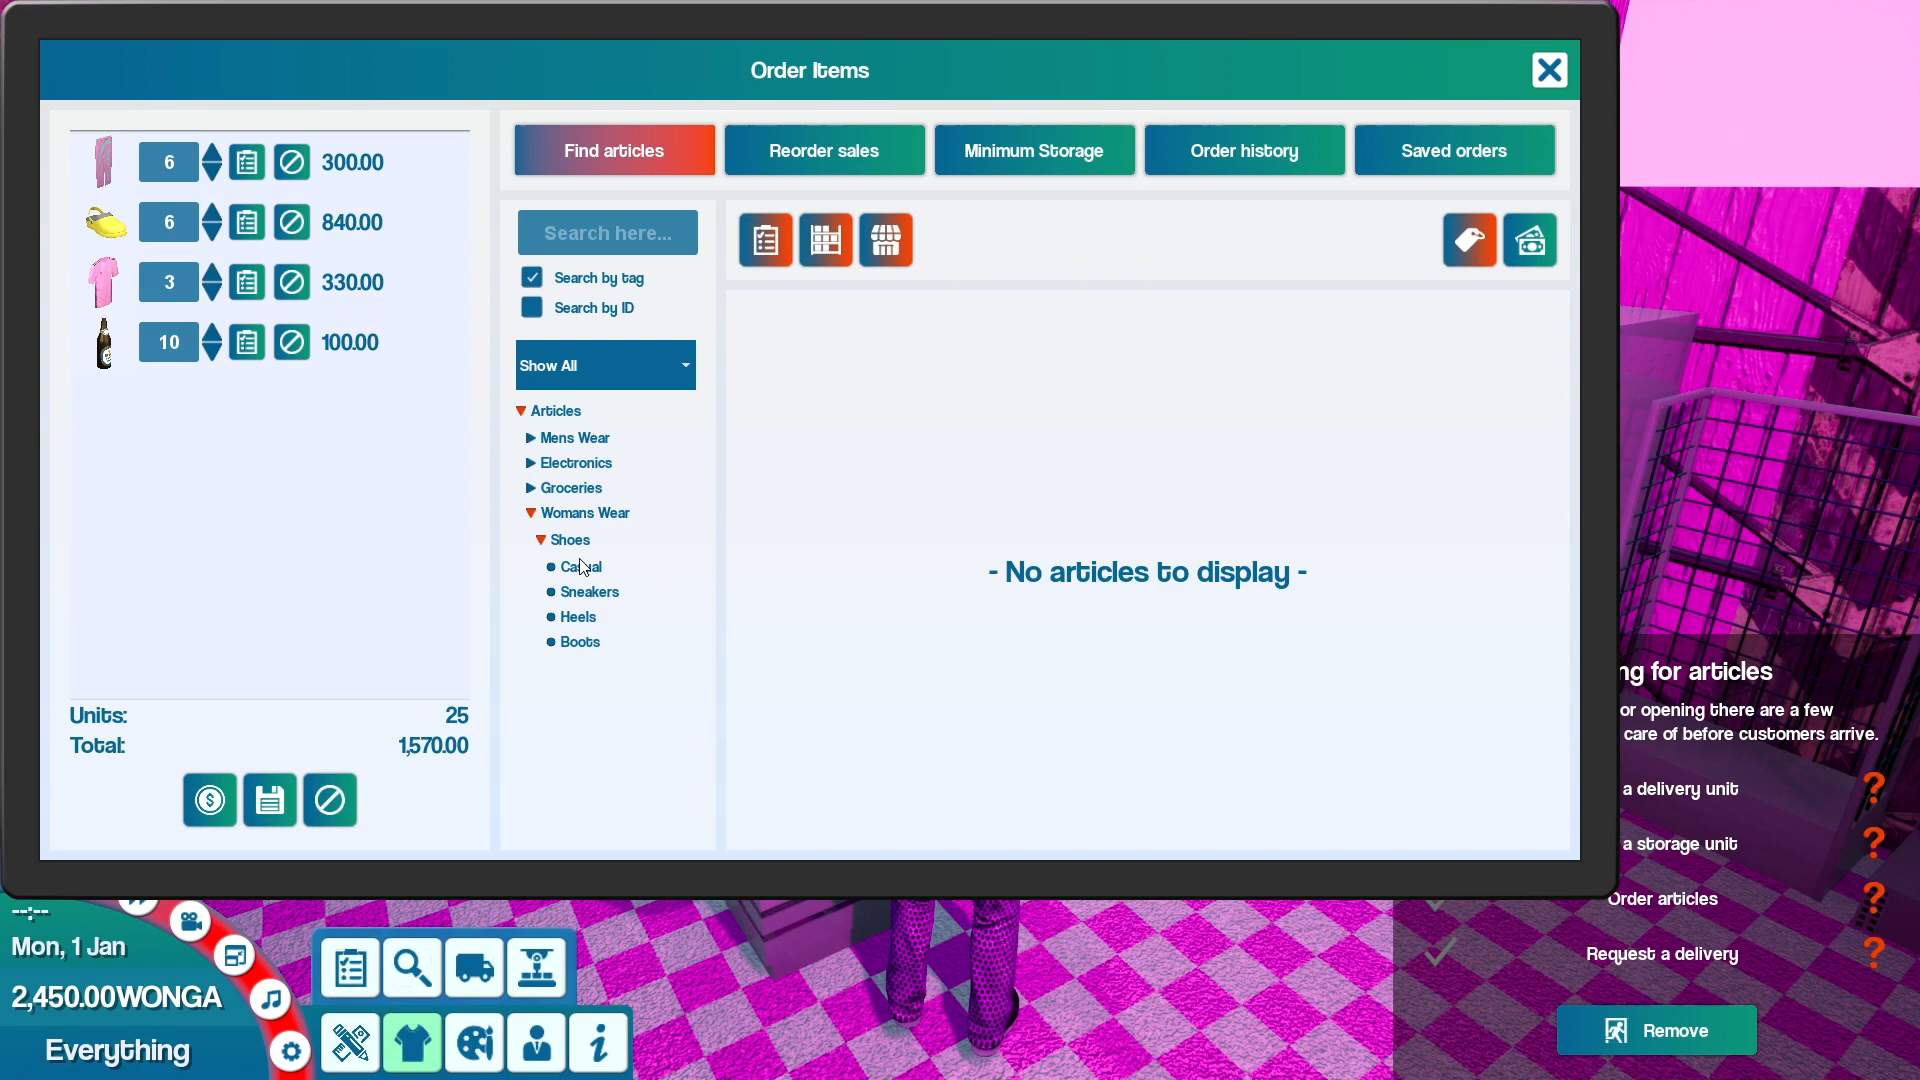 Order Items
6 300.00
6 840.00
3 330.00
10 100.00
Units: 25
Total: 1,570.00
Find articles
Reorder sales
Minimum Storage
Order history
Saved orders
Search here...
Search by tag
Search by ID
Show All
Articles
Mens Wear
Electronics
Groceries
Womans Wear
Shoes
Casual
Sneakers
Heels
Boots
- No articles to display -
ng for articles
or opening there are a few
care of before customers arrive.
a delivery unit ?
a storage unit ?
Order articles ?
Request a delivery ?
Remove
--:--
Mon, 1 Jan
2,450.00WONGA
Everything